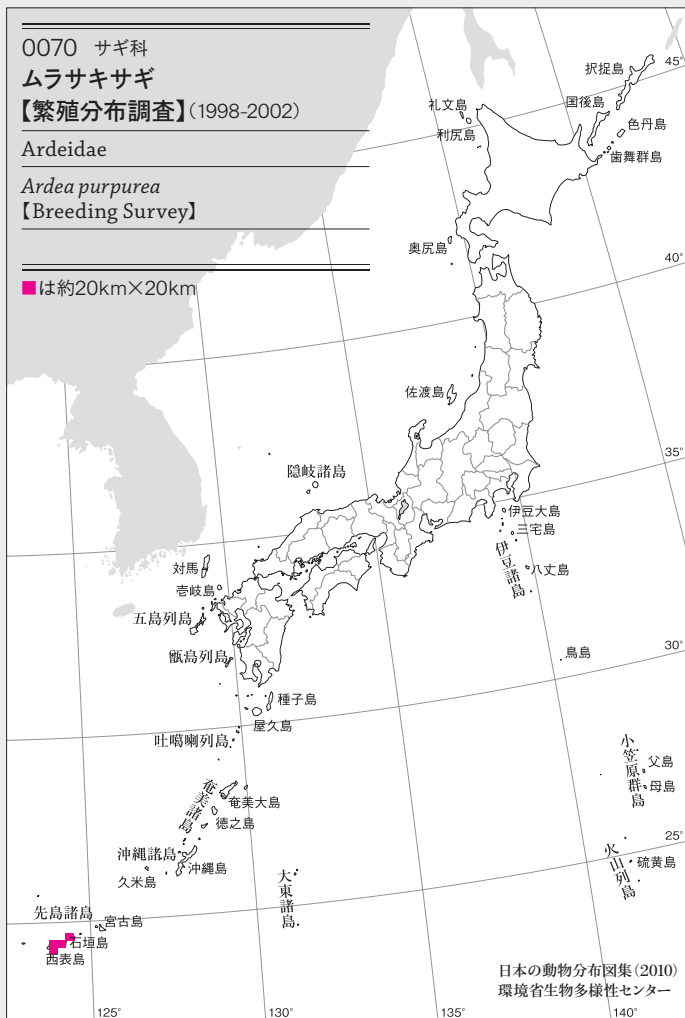 0070 サギ科
ムラサキサギ
【繁殖分布調査】(1998-2002)
Ardeidae
Ardea purpurea
【Breeding Survey】
■は約20km×20km
45°
択捉島
国後島
礼文島
色丹島
利尻島
歯舞群島
奥尻島
40°
佐渡島
35°
隠岐諸島
伊豆大島
三宅島
伊豆諸島
八丈島
対馬
壱岐島
五島列島
甑島列島
鳥島
30°
種子島
屋久島
吐噶喇列島
小笠原群島
父島
母島
奄美諸島
奄美大島
徳之島
25°
沖縄諸島
沖縄島
久米島
大東諸島
火山列島
硫黄島
先島諸島
宮古島
石垣島
西表島
日本の動物分布図集(2010)
環境省生物多様性センター
125°
130°
135°
140°